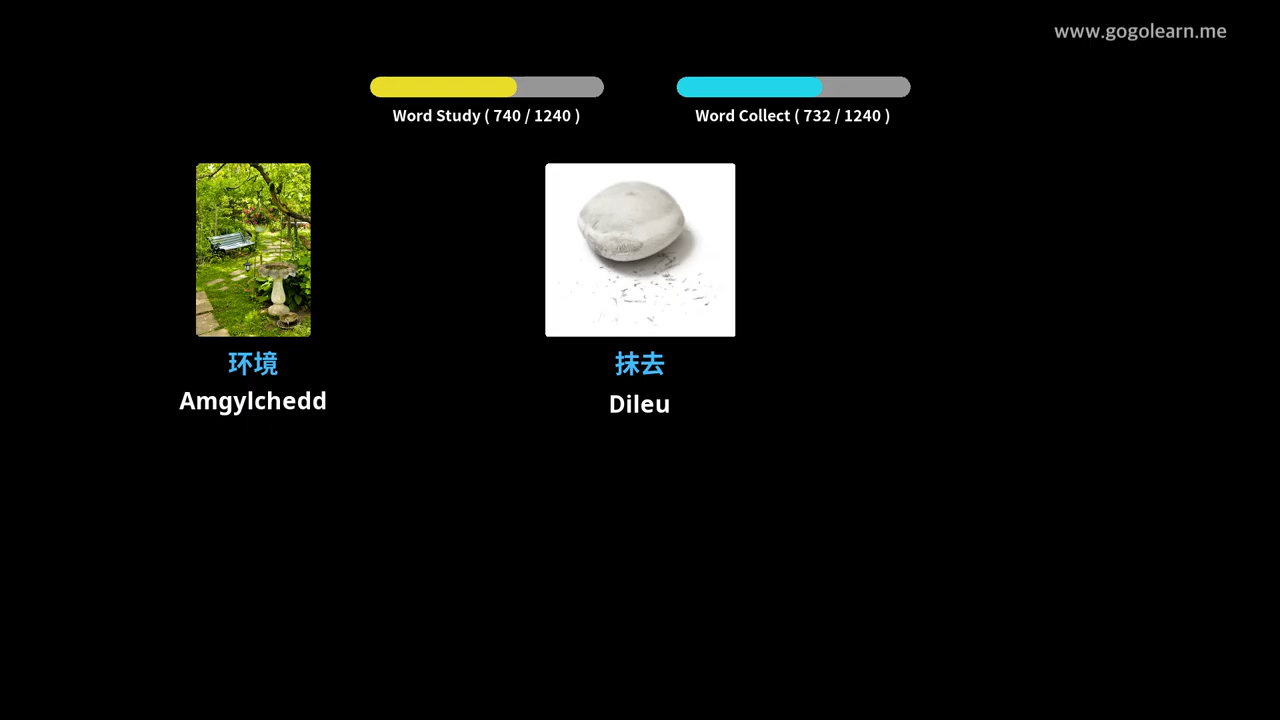 www.gogolearn.me
Word Study ( 740 / 1240 )
Word Collect ( 732 / 1240 )
环境
Amgylchedd
抹去
Dileu